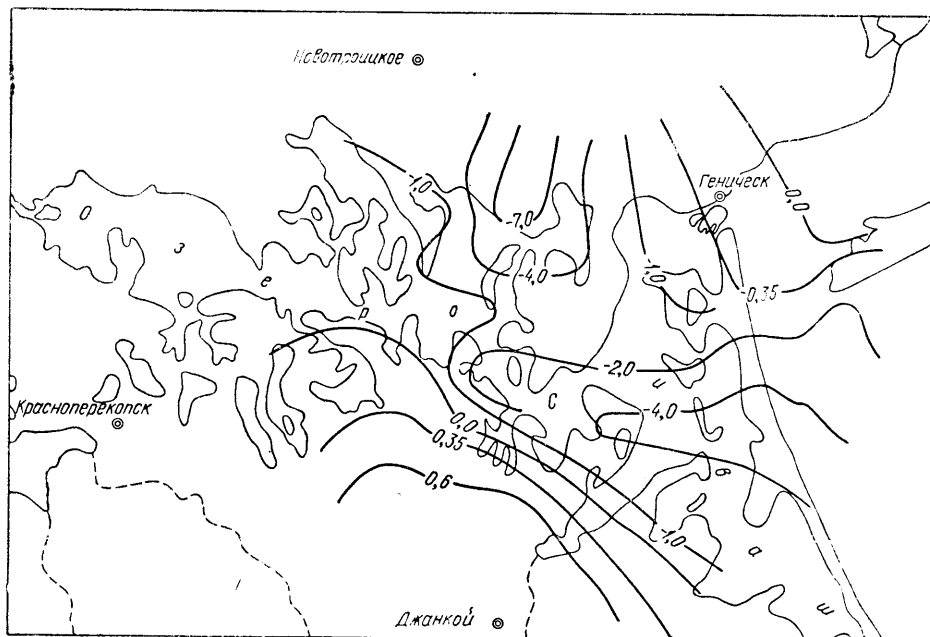 Новотроицкое
Геническ
-1,0
0,0
-7,0
-4,0
-1,0
-0,35
о з е р о
-2,0
С и в а ш
-4,0
Красноперекопск
0,0
0,35
0,6
-1,0
Джанкой